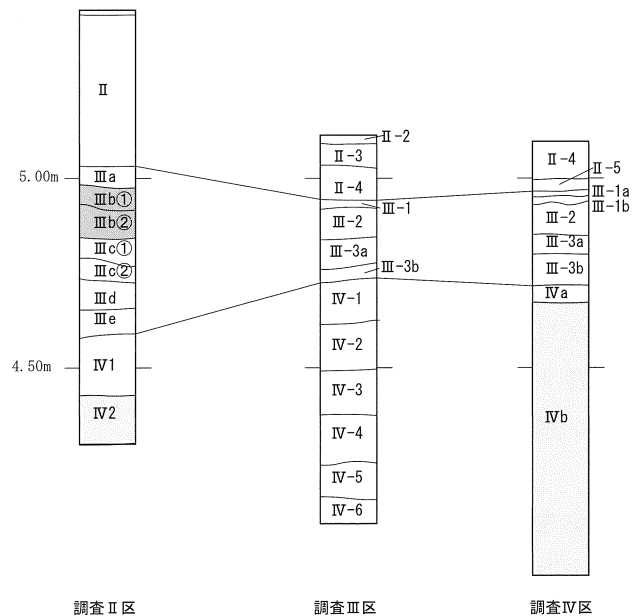 Ⅱ
Ⅲa
Ⅲb①
Ⅲb②
Ⅲc①
Ⅲc②
Ⅲd
Ⅲe
Ⅳ1
Ⅳ2
5.00m
4.50m
Ⅱ-2
Ⅱ-3
Ⅱ-4
Ⅲ-1
Ⅲ-2
Ⅲ-3a
Ⅲ-3b
Ⅳ-1
Ⅳ-2
Ⅳ-3
Ⅳ-4
Ⅳ-5
Ⅳ-6
Ⅱ-4
Ⅱ-5
Ⅲ-1a
Ⅲ-1b
Ⅲ-2
Ⅲ-3a
Ⅲ-3b
Ⅳa
Ⅳb
調査Ⅱ区
調査Ⅲ区
調査Ⅳ区